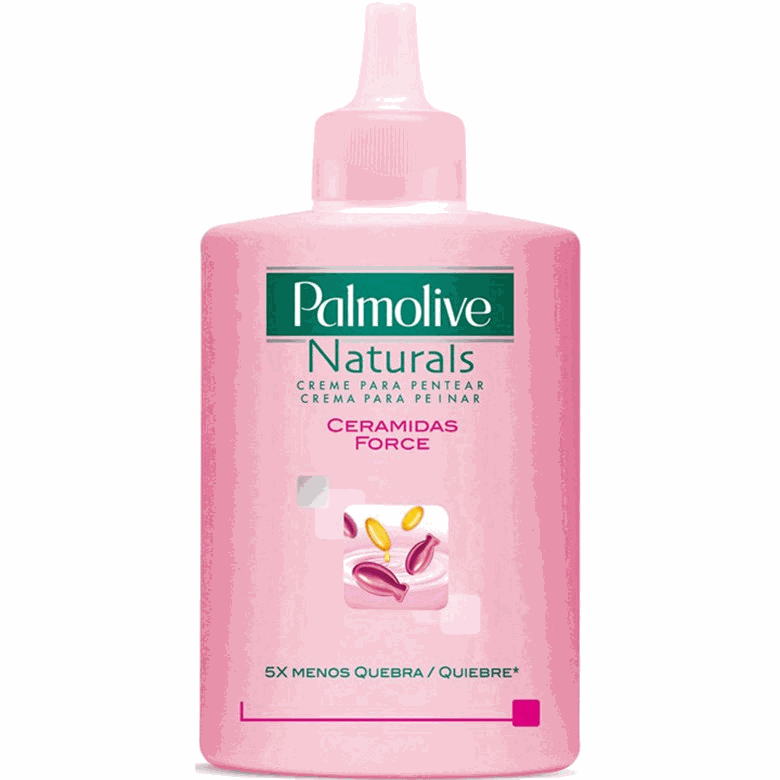 Palmolive
Naturals
CREME PARA PENTEAR
CREMA PARA PEINAR
CERAMIDAS
FORCE
5X MENOS QUEBRA / QUIEBRE*